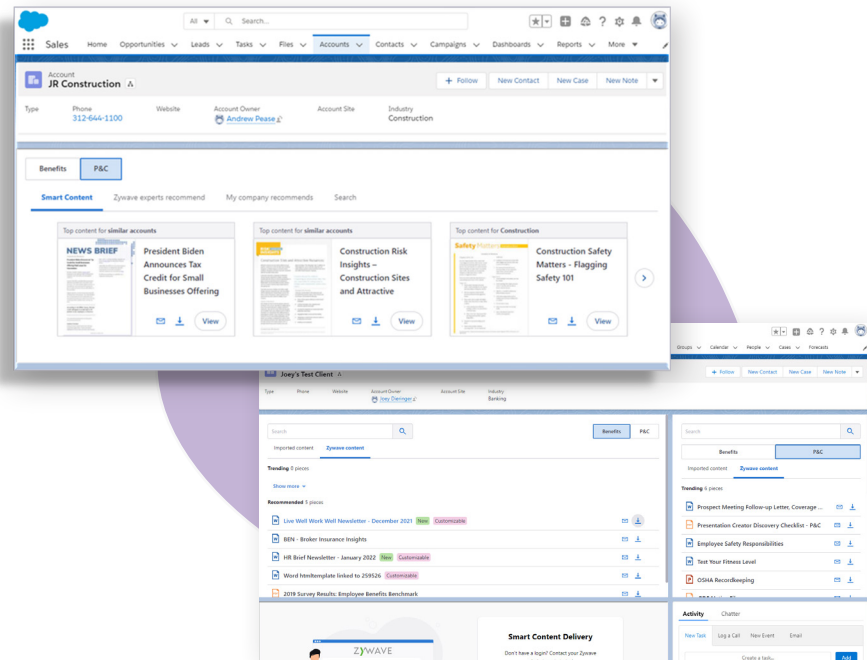 All
Search...
Sales Home Opportunities Leads Tasks Files Accounts Contacts Campaigns Dashboards Reports More
Account
JR Construction
+ Follow New Contact New Case New Note
Type Phone Website Account Owner Account Site Industry
312-644-1100 Andrew Pease Construction
Benefits P&C
Smart Content Zywave experts recommend My company recommends Search
Top content for similar accounts
NEWS BRIEF
President Biden
Announces Tax
Credit for Small
Businesses Offering
View
Top content for similar accounts
Construction Risk
Insights –
Construction Sites
and Attractive
View
Top content for Construction
Safety Matters
Construction Safety
Matters - Flagging
Safety 101
View
Groups Calendar People Cases Forecasts
Joey's Test Client
+ Follow New Contact New Case New Note
Type Phone Website Account Owner Account Site Industry
Joey Dieringer Banking
Search
Benefits P&C
Imported content Zywave content
Trending 0 pieces
Show more
Recommended 5 pieces
Live Well Work Well Newsletter - December 2021 New Customizable
BEN - Broker Insurance Insights
HR Brief Newsletter - January 2022 New Customizable
Word htmltemplate linked to 259526 Customizable
2019 Survey Results: Employee Benefits Benchmark
Search
Benefits P&C
Imported content Zywave content
Trending 6 pieces
Prospect Meeting Follow-up Letter, Coverage ...
Presentation Creator Discovery Checklist - P&C
Employee Safety Responsibilities
Test Your Fitness Level
OSHA Recordkeeping
ZYWAVE
Smart Content Delivery
Don't have a login? Contact your Zywave
Activity Chatter
New Task Log a Call New Event Email
Create a task... Add